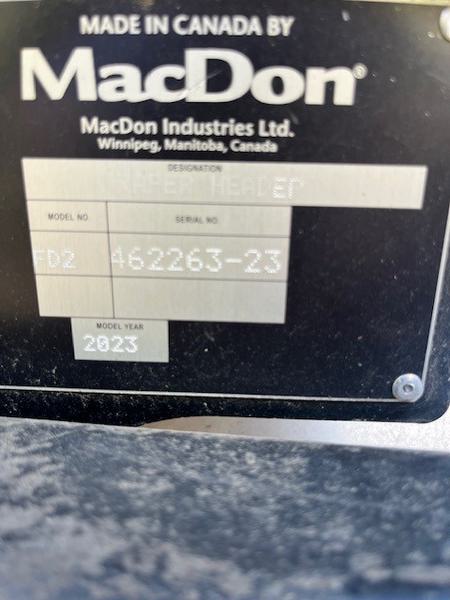 MADE IN CANADA BY
MacDon®
MacDon Industries Ltd.
Winnipeg, Manitoba, Canada
DESIGNATION
HEADER
MODEL NO. SERIAL NO.
FD2 462263-23
MODEL YEAR
2023